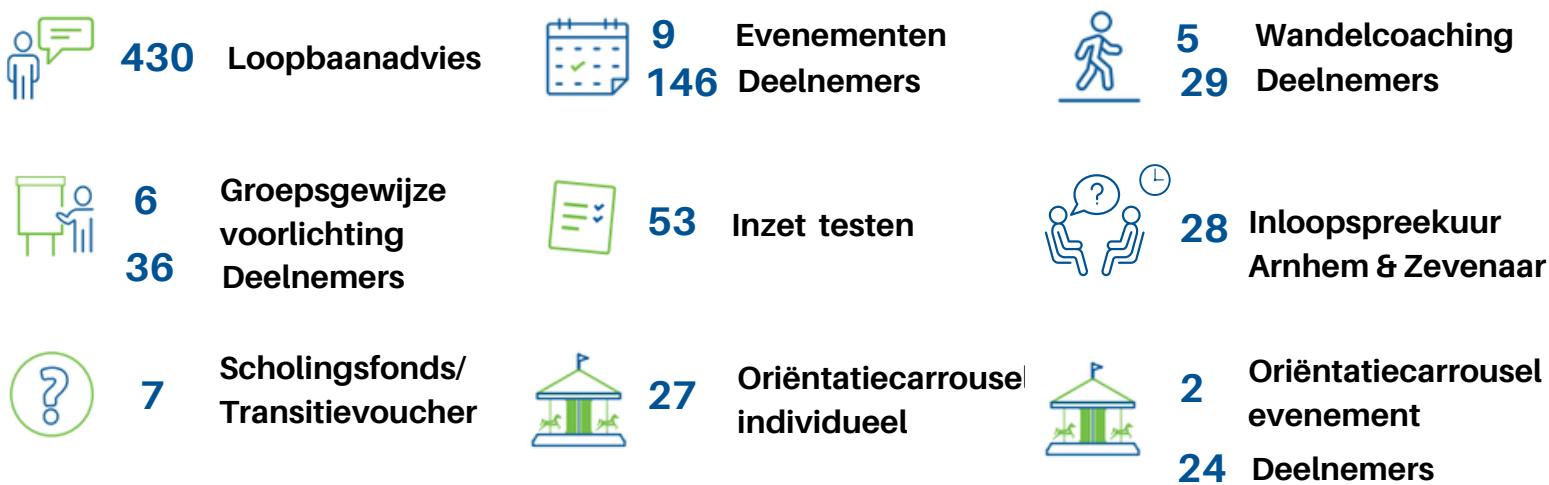 430 Loopbaanadvies
9 Evenementen
146 Deelnemers
5 Wandelcoaching
29 Deelnemers
6 Groepsgewijze
voorlichting
36 Deelnemers
53 Inzet testen
?
28 Inloopspreekuur
Arnhem & Zevenaar
?
7 Scholingsfonds/
Transitievoucher
27 Oriëntatiecarrousel
individueel
2 Oriëntatiecarrousel
evenement
24 Deelnemers